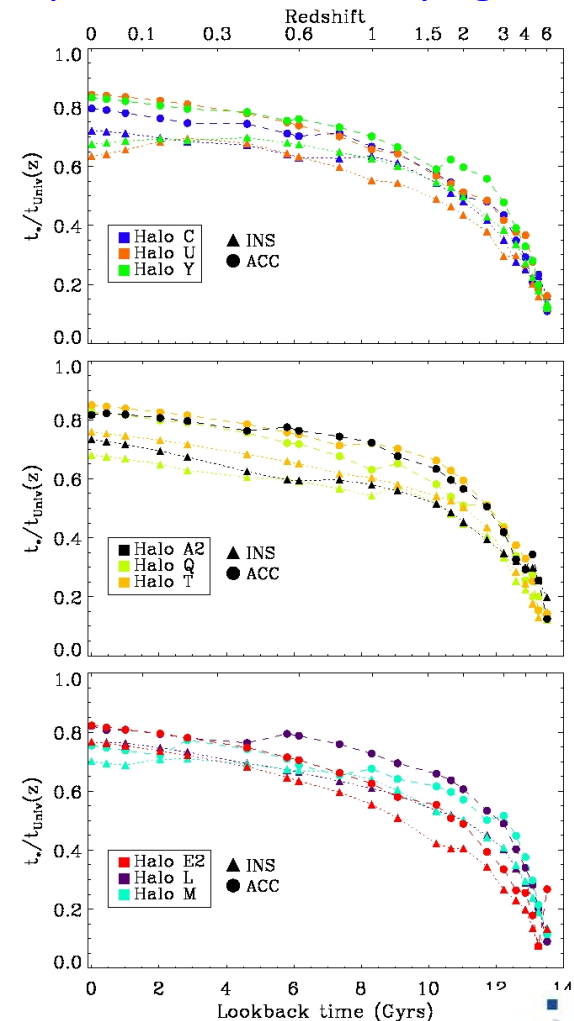 Redshift
0 0.1 0.3 0.6 1 1.5 2 3 4 6
1.0
0.8
0.6
0.4
0.2
0.0
t*/tUniv(z)
Halo C
Halo U
Halo Y
INS
ACC
1.0
0.8
0.6
0.4
0.2
0.0
t*/tUniv(z)
Halo A2
Halo Q
Halo T
INS
ACC
1.0
0.8
0.6
0.4
0.2
0.0
t*/tUniv(z)
Halo E2
Halo L
Halo M
INS
ACC
0 2 4 6 8 10 12 14
Lookback time (Gyrs)